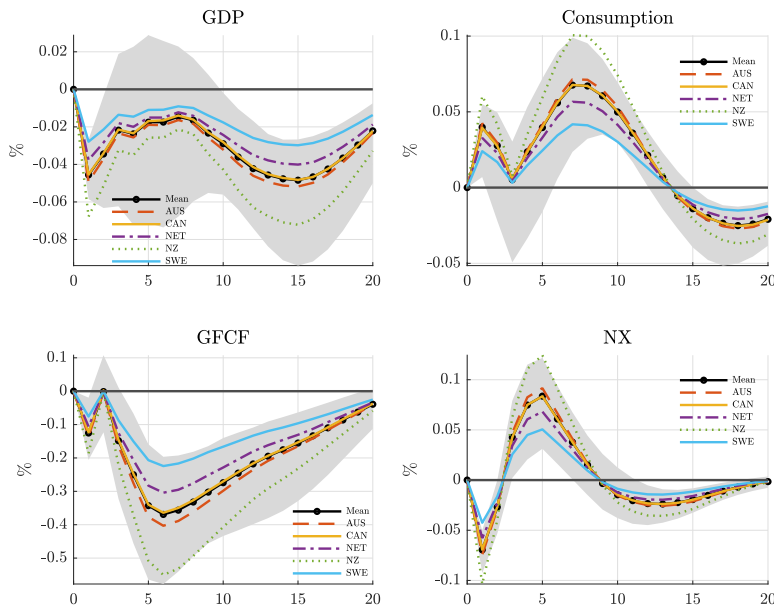 GDP
%
0.02
0
-0.02
-0.04
-0.06
-0.08
0 5 10 15 20
Mean
AUS
CAN
NET
NZ
SWE
Consumption
%
0.1
0.05
0
-0.05
0 5 10 15 20
Mean
AUS
CAN
NET
NZ
SWE
GFCF
%
0.1
0
-0.1
-0.2
-0.3
-0.4
-0.5
0 5 10 15 20
Mean
AUS
CAN
NET
NZ
SWE
NX
%
0.1
0.05
0
-0.05
-0.1
0 5 10 15 20
Mean
AUS
CAN
NET
NZ
SWE